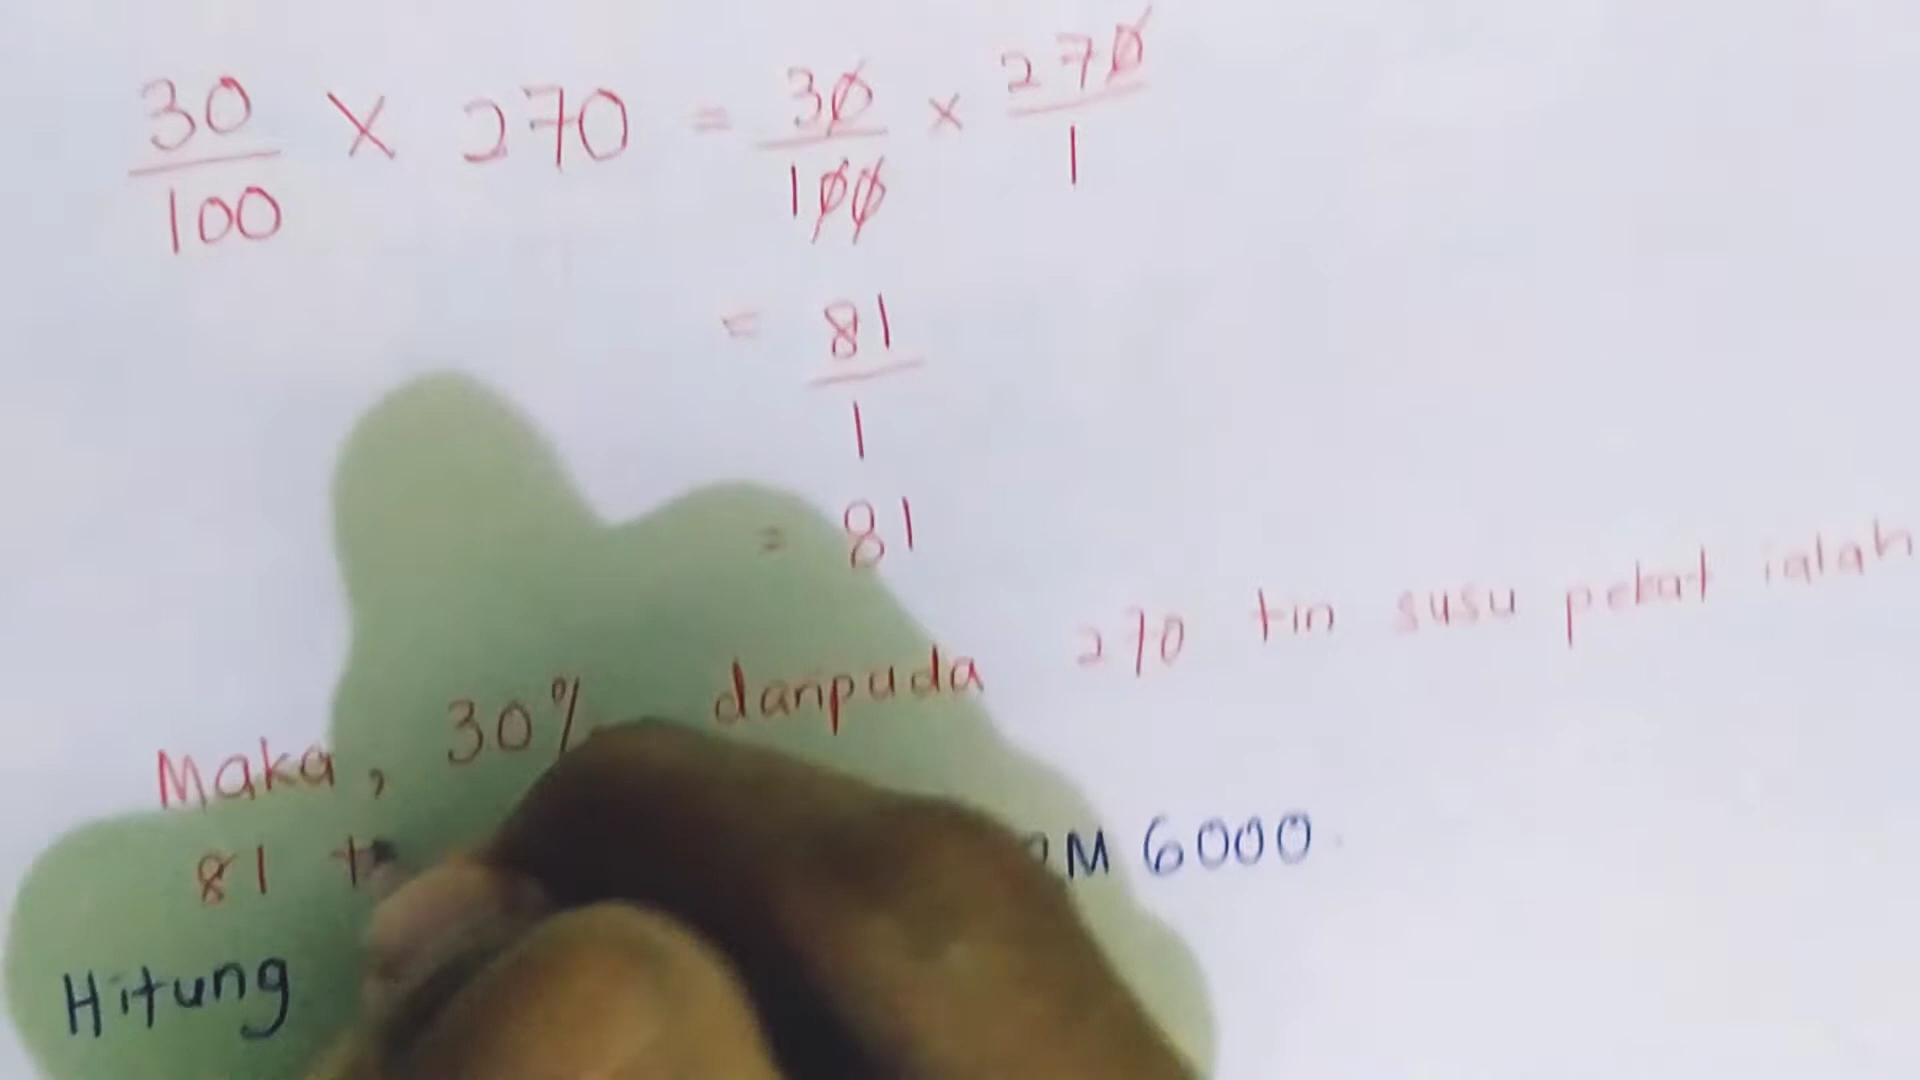 30/100 × 270 = 30/100 × 270/1
= 81/1
= 81
Maka, 30% daripada 270 tin susu pekat ialah
81
Hitung RM 6000